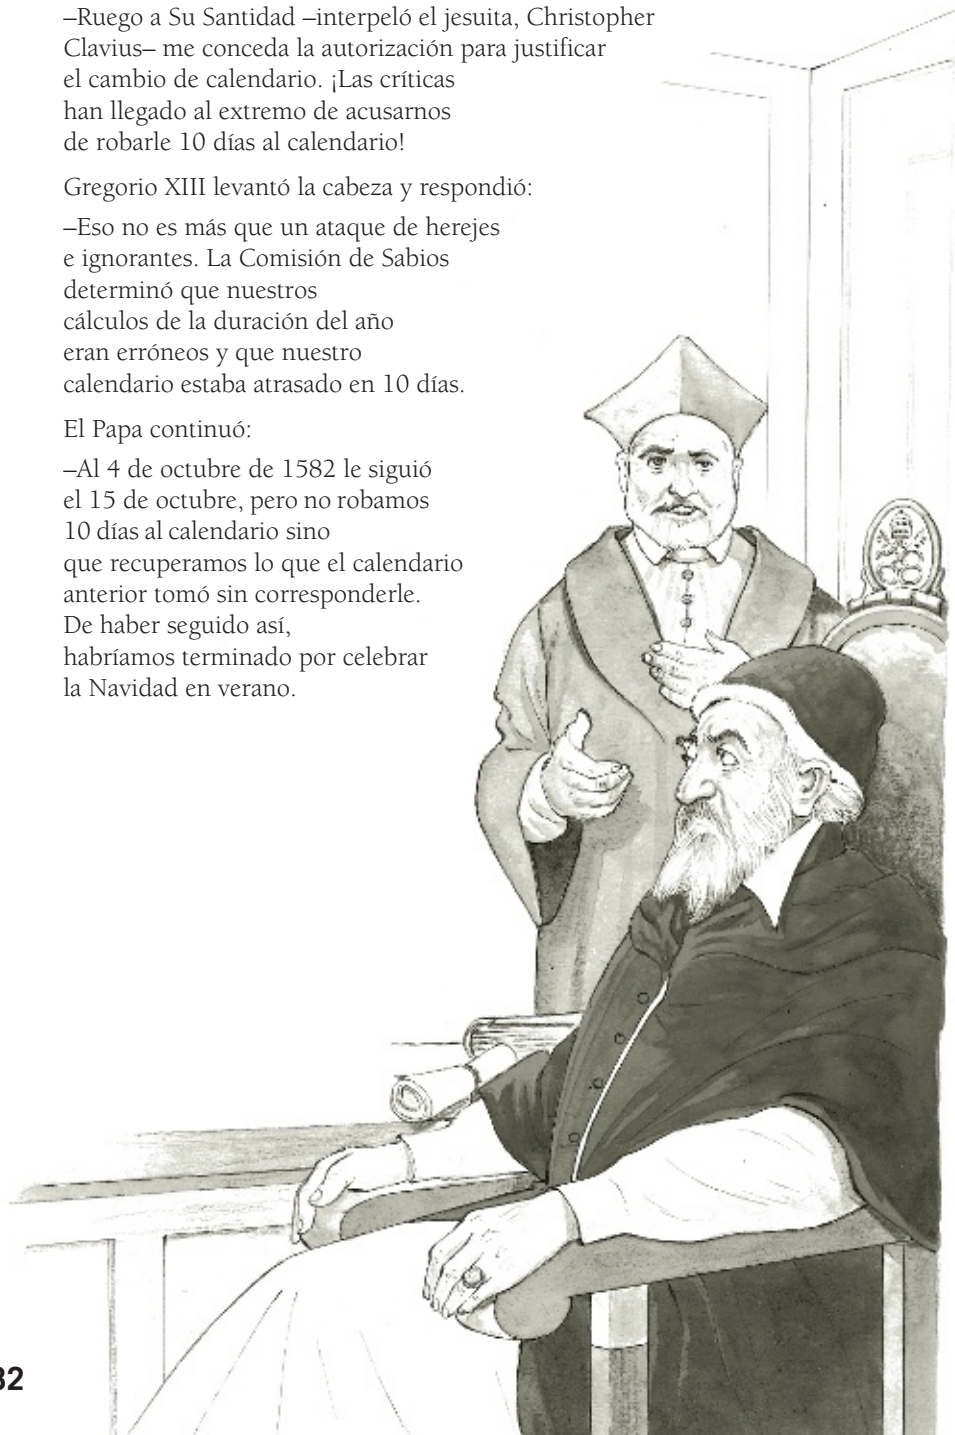 –Ruego a Su Santidad –interpeló el jesuita, Christopher
Clavius– me conceda la autorización para justificar
el cambio de calendario. ¡Las críticas
han llegado al extremo de acusarnos
de robarle 10 días al calendario!
Gregorio XIII levantó la cabeza y respondió:
–Eso no es más que un ataque de herejes
e ignorantes. La Comisión de Sabios
determinó que nuestros
cálculos de la duración del año
eran erróneos y que nuestro
calendario estaba atrasado en 10 días.
El Papa continuó:
–Al 4 de octubre de 1582 le siguió
el 15 de octubre, pero no robamos
10 días al calendario sino
que recuperamos lo que el calendario
anterior tomó sin corresponderle.
De haber seguido así,
habríamos terminado por celebrar
la Navidad en verano.
32